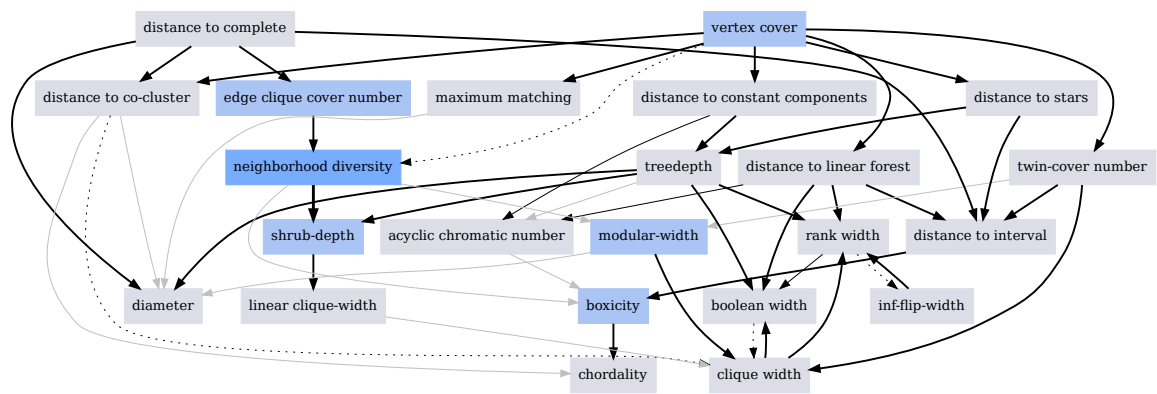 distance to complete
vertex cover
distance to co-cluster
edge clique cover number
maximum matching
distance to constant components
distance to stars
neighborhood diversity
treedepth
distance to linear forest
twin-cover number
shrub-depth
acyclic chromatic number
modular-width
rank width
distance to interval
diameter
linear clique-width
boxicity
boolean width
inf-flip-width
chordality
clique width